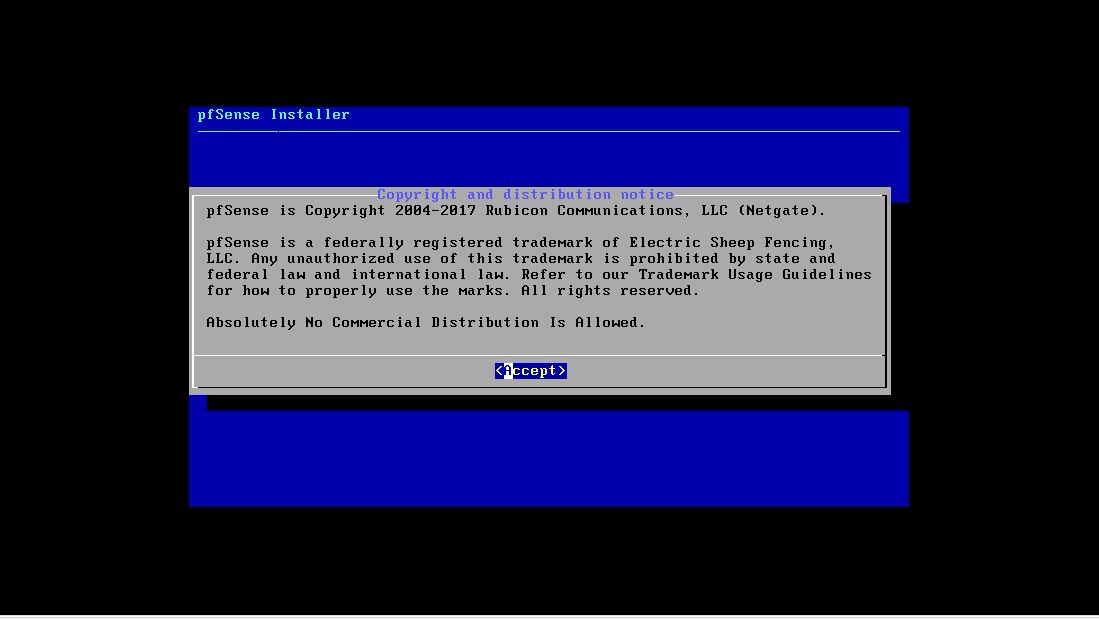 pfSense Installer
Copyright and distribution notice
pfSense is Copyright 2004-2017 Rubicon Communications, LLC (Netgate).
pfSense is a federally registered trademark of Electric Sheep Fencing,
LLC. Any unauthorized use of this trademark is prohibited by state and
federal law and international law. Refer to our Trademark Usage Guidelines
for how to properly use the marks. All rights reserved.
Absolutely No Commercial Distribution Is Allowed.
<Accept>